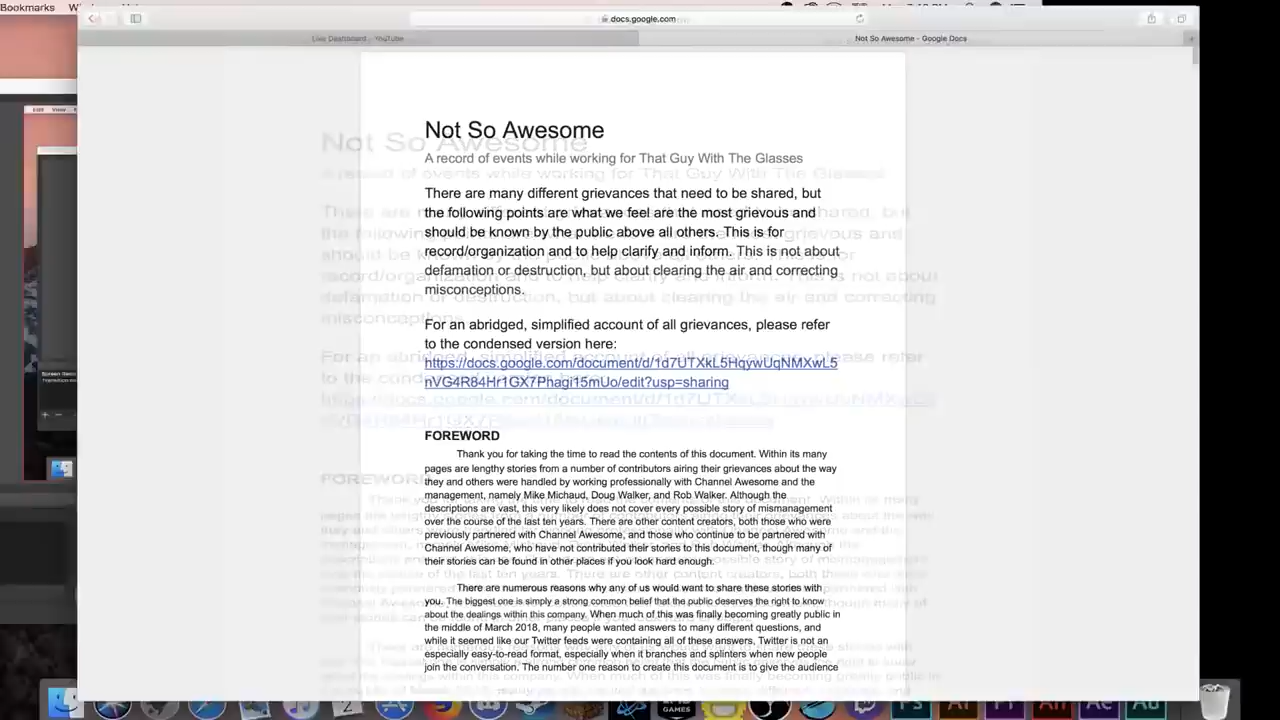 Bookmarks
docs.google.com
Live Dashboard - YouTube
Not So Awesome - Google Docs
Edit View
Not So Awesome
A record of events while working for That Guy With The Glasses
There are many different grievances that need to be shared, but
the following points are what we feel are the most grievous and
should be known by the public above all others. This is for
record/organization and to help clarify and inform. This is not about
defamation or destruction, but about clearing the air and correcting
misconceptions.
For an abridged, simplified account of all grievances, please refer
to the condensed version here:
https://docs.google.com/document/d/1d7UTXkL5HqywUqNMXwL5
nVG4R84Hr1GX7Phagi15mUo/edit?usp=sharing
FOREWORD
Thank you for taking the time to read the contents of this document. Within its many
pages are lengthy stories from a number of contributors airing their grievances about the way
they and others were handled by working professionally with Channel Awesome and the
management, namely Mike Michaud, Doug Walker, and Rob Walker. Although the
descriptions are vast, this very likely does not cover every possible story of mismanagement
over the course of the last ten years. There are other content creators, both those who were
previously partnered with Channel Awesome, and those who continue to be partnered with
Channel Awesome, who have not contributed their stories to this document, though many of
their stories can be found in other places if you look hard enough.
There are numerous reasons why any of us would want to share these stories with
you. The biggest one is simply a strong common belief that the public deserves the right to know
about the dealings within this company. When much of this was finally becoming greatly public in
the middle of March 2018, many people wanted answers to many different questions, and
while it seemed like our Twitter feeds were containing all of these answers, Twitter is not an
especially easy-to-read format, especially when it branches and splinters when new people
join the conversation. The number one reason to create this document is to give the audience
EPIC
GAMES
Ps
Ai
Pr
An
Ae